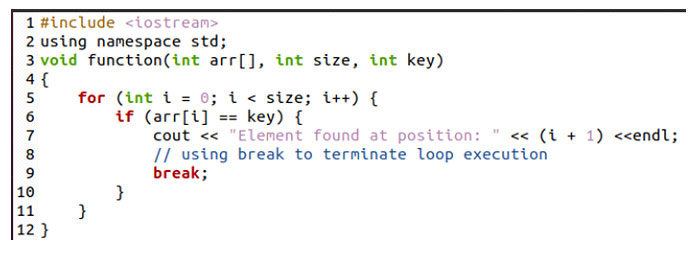 1 #include <iostream>
2 using namespace std;
3 void function(int arr[], int size, int key)
4 {
5     for (int i = 0; i < size; i++) {
6         if (arr[i] == key) {
7             cout << "Element found at position: " << (i + 1) <<endl;
8             // using break to terminate loop execution
9             break;
10         }
11     }
12 }